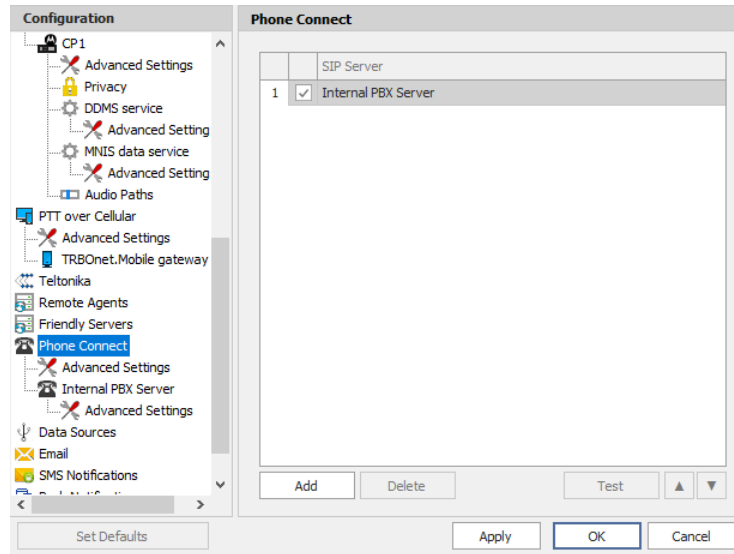 Configuration
CP1
Advanced Settings
Privacy
DDMS service
Advanced Setting
MNIS data service
Advanced Setting
Audio Paths
PTT over Cellular
Advanced Settings
TRBOnet.Mobile gateway
Teltonika
Remote Agents
Friendly Servers
Phone Connect
Advanced Settings
Internal PBX Server
Advanced Settings
Data Sources
Email
SMS Notifications
Set Defaults
Phone Connect
SIP Server
1 Internal PBX Server
Add Delete Test
Apply OK Cancel